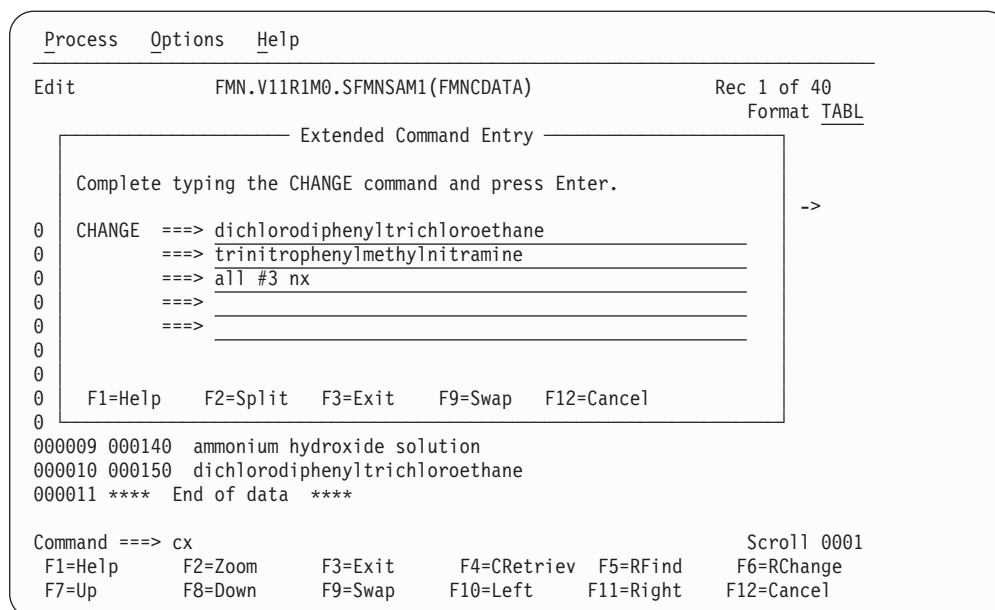 Process Options Help
Edit FMN.V11R1M0.SFMNSAM1(FMNCDATA) Rec 1 of 40
Format TABL
Extended Command Entry
Complete typing the CHANGE command and press Enter.
->
0 CHANGE ===> dichlorodiphenyltrichloroethane
0 ===> trinitrophenylmethylnitramine
0 ===> all #3 nx
0 ===>
0 ===>
0
0
0 F1=Help F2=Split F3=Exit F9=Swap F12=Cancel
0
000009 000140 ammonium hydroxide solution
000010 000150 dichlorodiphenyltrichloroethane
000011 **** End of data ****
Command ===> cx Scroll 0001
F1=Help F2=Zoom F3=Exit F4=CRetriev F5=RFind F6=RChange
F7=Up F8=Down F9=Swap F10=Left F11=Right F12=Cancel